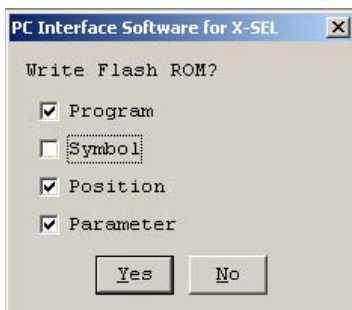 PC Interface Software for X-SEL
Write Flash ROM?
Program
Symbol
Position
Parameter
Yes No